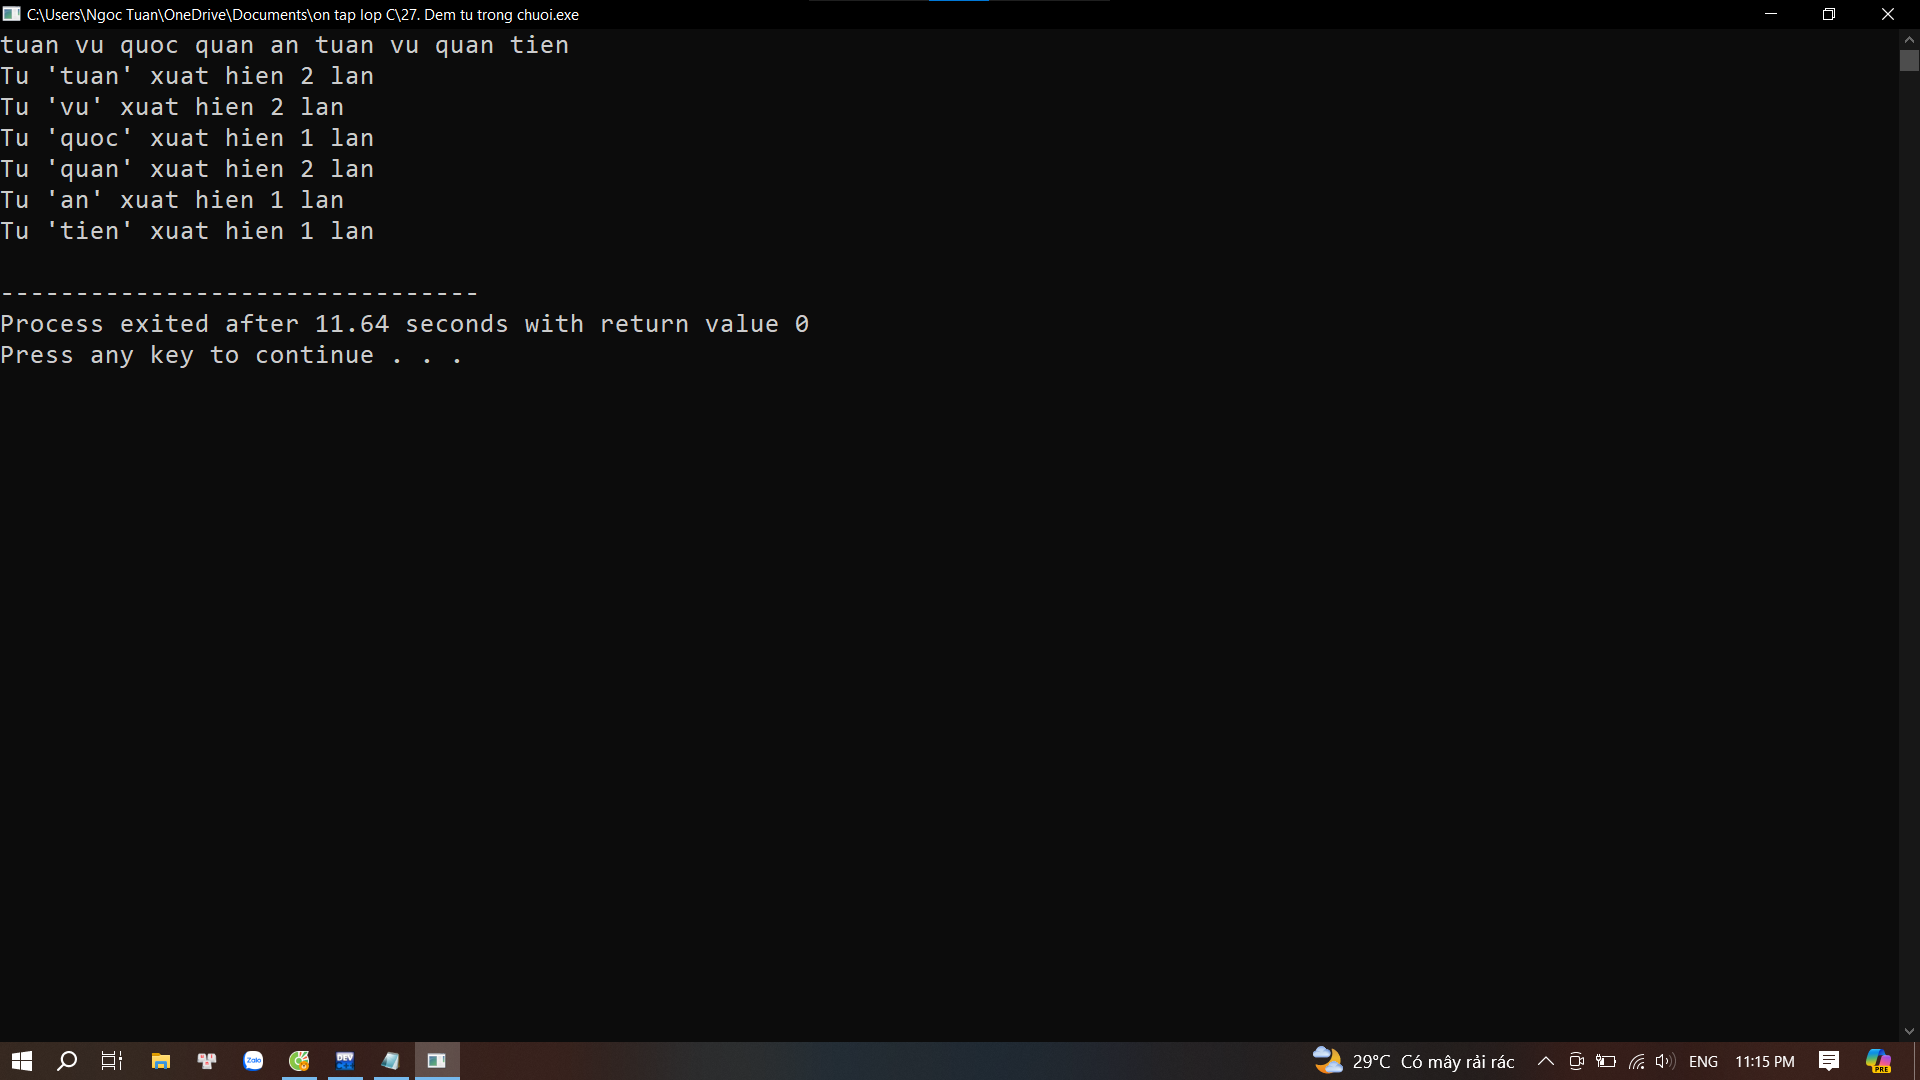 C:\Users\Ngoc Tuan\OneDrive\Documents\on tap lop C\27. Dem tu trong chuoi.exe
tuan vu quoc quan an tuan vu quan tien
Tu 'tuan' xuat hien 2 lan
Tu 'vu' xuat hien 2 lan
Tu 'quoc' xuat hien 1 lan
Tu 'quan' xuat hien 2 lan
Tu 'an' xuat hien 1 lan
Tu 'tien' xuat hien 1 lan
--------------------------------
Process exited after 11.64 seconds with return value 0
Press any key to continue . . .
Zalo
DEV
29°C Có mây rải rác
ENG
11:15 PM
PRE